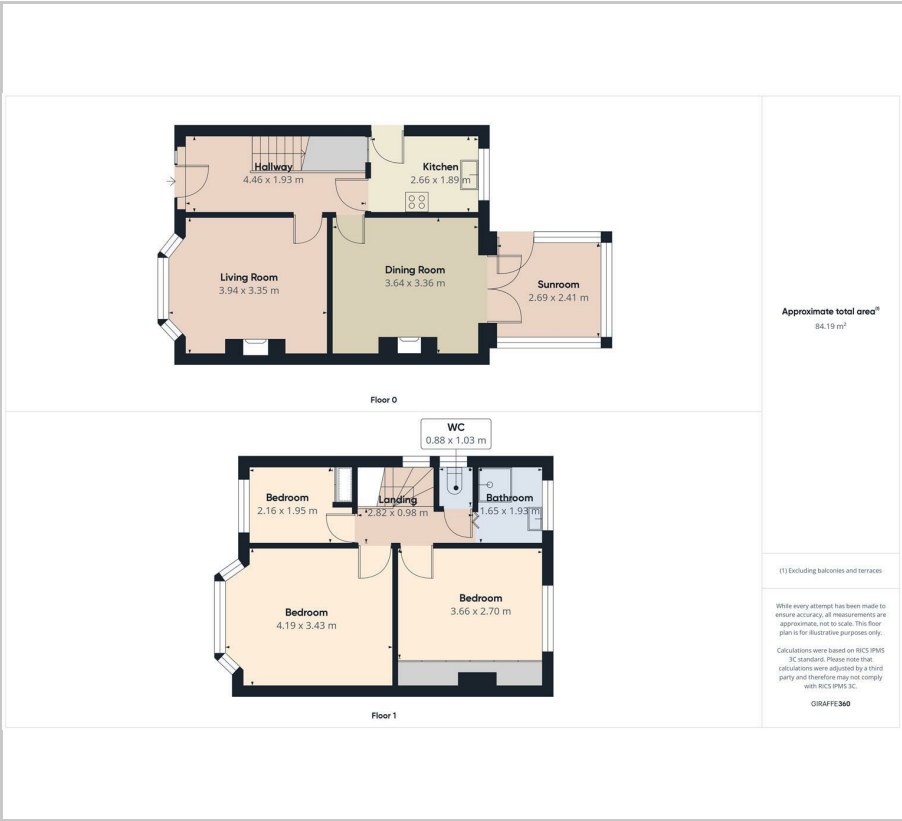 Hallway
4.46 x 1.93 m
Kitchen
2.66 x 1.89 m
Living Room
3.94 x 3.35 m
Dining Room
3.64 x 3.36 m
Sunroom
2.69 x 2.41 m
Floor 0
WC
0.88 x 1.03 m
Bedroom
2.16 x 1.95 m
Landing
2.82 x 0.98 m
Bathroom
1.65 x 1.93 m
Bedroom
4.19 x 3.43 m
Bedroom
3.66 x 2.70 m
Floor 1
Approximate total area(1)
84.19 m²
(1) Excluding balconies and terraces
While every attempt has been made to
ensure accuracy, all measurements are
approximate, not to scale. This floor
plan is for illustrative purposes only.
Calculations were based on RICS IPMS
3C standard. Please note that
calculations were adjusted by a third
party and therefore may not comply
with RICS IPMS 3C.
GIRAFFE360